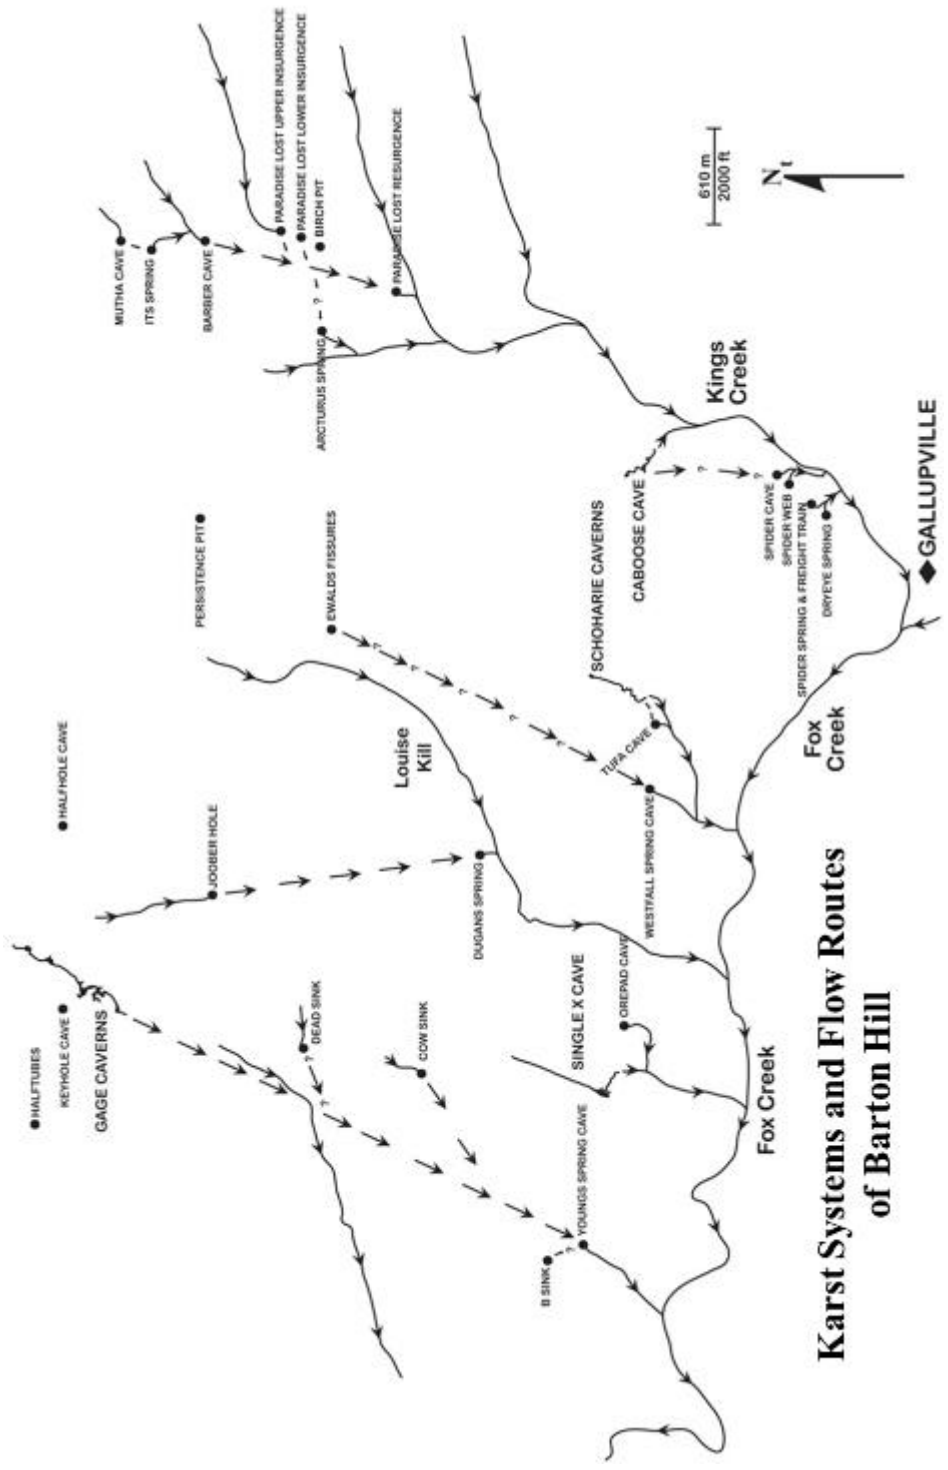 HALFTUBES
KEYHOLE CAVE
GAGE CAVERNS
HALFHOLE CAVE
JOOBER HOLE
PERSISTENCE PIT
MUTHA CAVE
ITS SPRING
BARBER CAVE
PARADISE LOST UPPER INSURGENCE
PARADISE LOST LOWER INSURGENCE
BIRCH PIT
PARADISE LOST RESURGENCE
ARCTURUS SPRING
?
EWALDS FISSURES
?
?
?
?
?
DEAD SINK
?
?
COW SINK
Louise
Kill
DUGANS SPRING
B SINK
?
YOUNGS SPRING CAVE
SINGLE X CAVE
OREPAD CAVE
WESTFALL SPRING CAVE
TUFA CAVE
SCHOHARIE CAVERNS
CABOOSE CAVE
?
?
Kings
Creek
SPIDER CAVE
SPIDER WEB
SPIDER SPRING & FREIGHT TRAIN
DRYEYE SPRING
610 m
2000 ft
N
t
Fox Creek
Fox
Creek
GALLUPVILLE
Karst Systems and Flow Routes
of Barton Hill